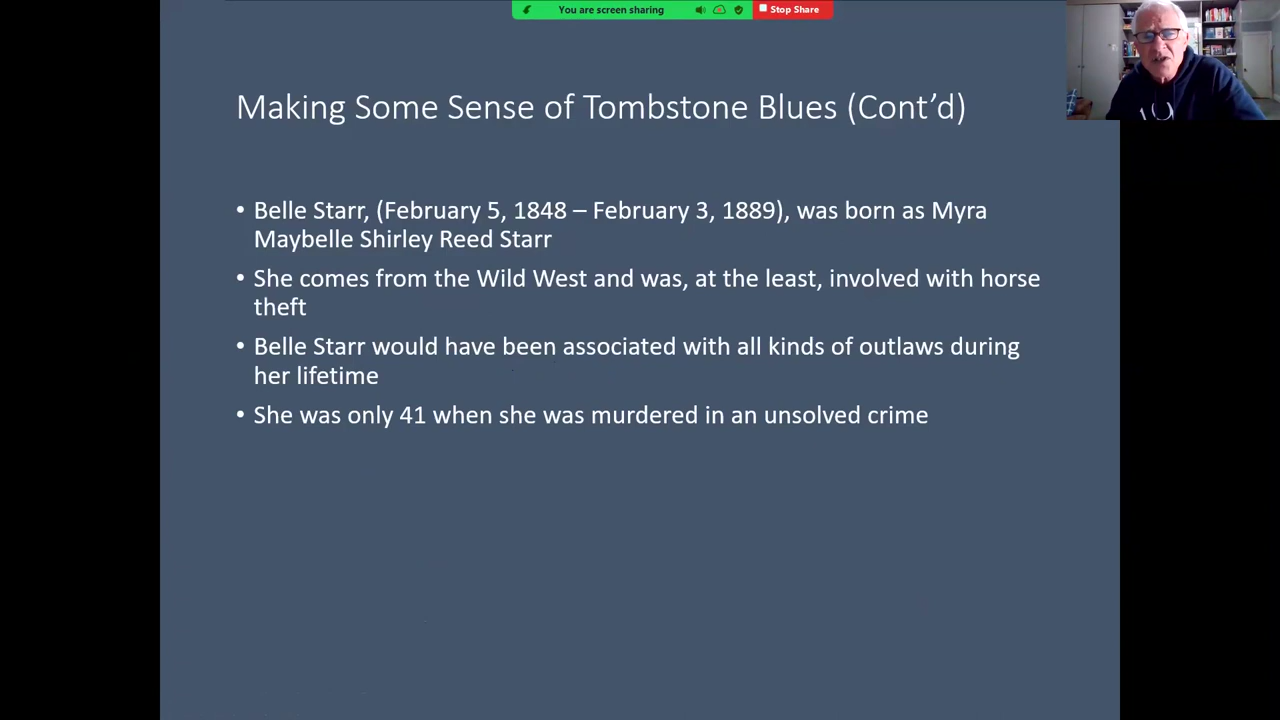 You are screen sharing
Stop Share
Making Some Sense of Tombstone Blues (Cont’d)
• Belle Starr, (February 5, 1848 – February 3, 1889), was born as Myra
Maybelle Shirley Reed Starr
• She comes from the Wild West and was, at the least, involved with horse
theft
• Belle Starr would have been associated with all kinds of outlaws during
her lifetime
• She was only 41 when she was murdered in an unsolved crime